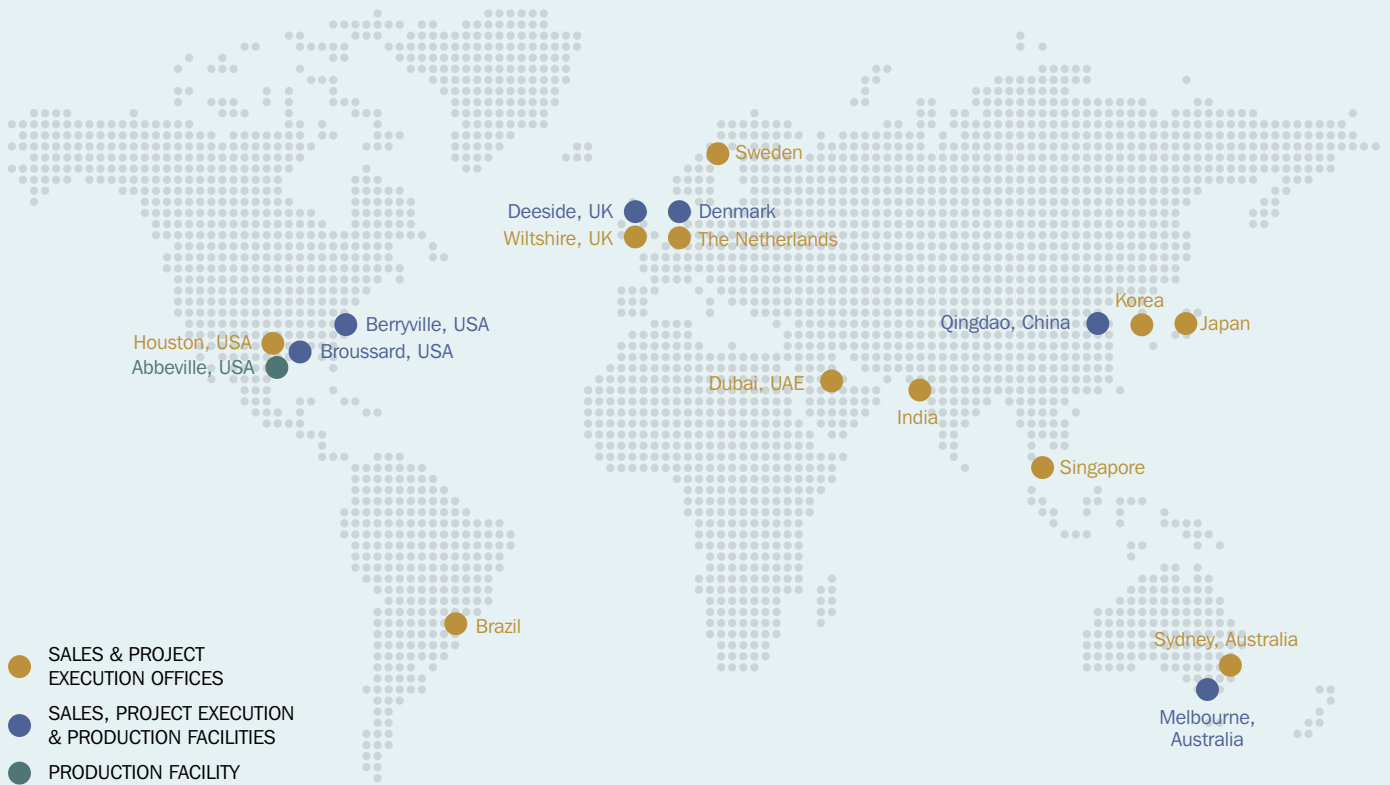 Sweden
Deeside, UK
Denmark
Wiltshire, UK
The Netherlands
Korea
Berryville, USA
Qingdao, China
Japan
Houston, USA
Broussard, USA
Abbeville, USA
Dubai, UAE
India
Singapore
Brazil
Sydney, Australia
Melbourne,
Australia
SALES & PROJECT
EXECUTION OFFICES
SALES, PROJECT EXECUTION
& PRODUCTION FACILITIES
PRODUCTION FACILITY